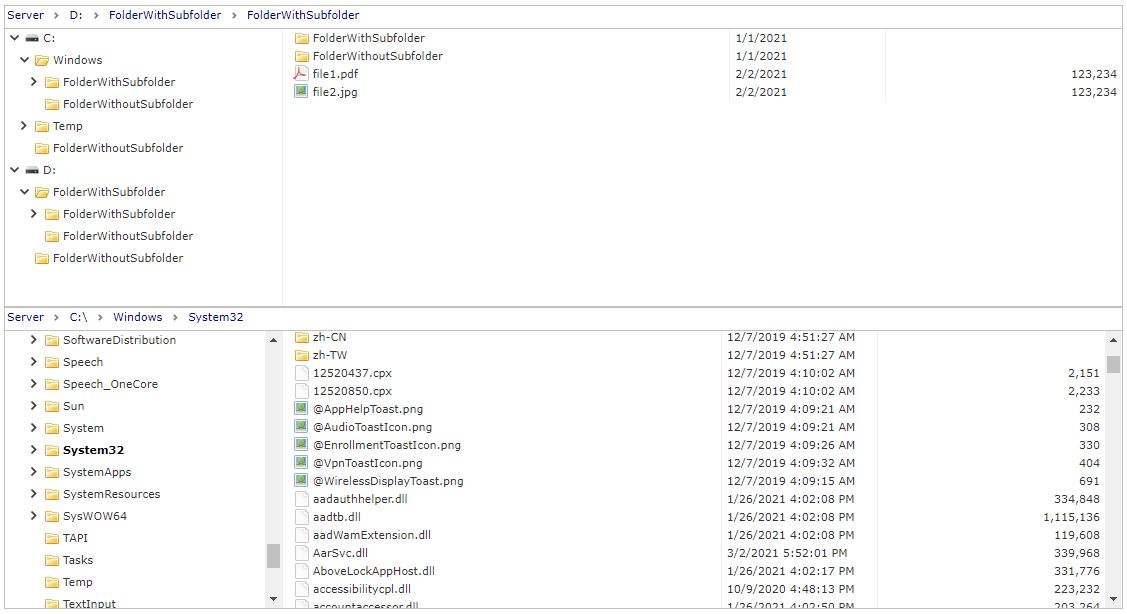 Server > D: > FolderWithSubfolder > FolderWithSubfolder
C:
Windows
FolderWithSubfolder
FolderWithoutSubfolder
Temp
FolderWithoutSubfolder
D:
FolderWithSubfolder
FolderWithSubfolder
FolderWithoutSubfolder
FolderWithoutSubfolder
FolderWithSubfolder 1/1/2021
FolderWithoutSubfolder 1/1/2021
file1.pdf 2/2/2021 123,234
file2.jpg 2/2/2021 123,234
Server > C:\ > Windows > System32
SoftwareDistribution
Speech
Speech_OneCore
Sun
System
System32
SystemApps
SystemResources
SysWOW64
TAPI
Tasks
Temp
TextInput
zh-CN 12/7/2019 4:51:27 AM
zh-TW 12/7/2019 4:51:27 AM
12520437.cpx 12/7/2019 4:10:02 AM 2,151
12520850.cpx 12/7/2019 4:10:02 AM 2,233
@AppHelpToast.png 12/7/2019 4:09:21 AM 232
@AudioToastIcon.png 12/7/2019 4:09:21 AM 308
@EnrollmentToastIcon.png 12/7/2019 4:09:26 AM 330
@VpnToastIcon.png 12/7/2019 4:09:32 AM 404
@WirelessDisplayToast.png 12/7/2019 4:09:15 AM 691
aadauthhelper.dll 1/26/2021 4:02:08 PM 334,848
aadtb.dll 1/26/2021 4:02:08 PM 1,115,136
aadWamExtension.dll 1/26/2021 4:02:08 PM 119,608
AarSvc.dll 3/2/2021 5:52:01 PM 339,968
AboveLockAppHost.dll 1/26/2021 4:02:17 PM 331,776
accessibilitycpl.dll 10/9/2020 4:48:13 PM 223,232
accountaccessor.dll 1/26/2021 4:02:50 PM 203,264